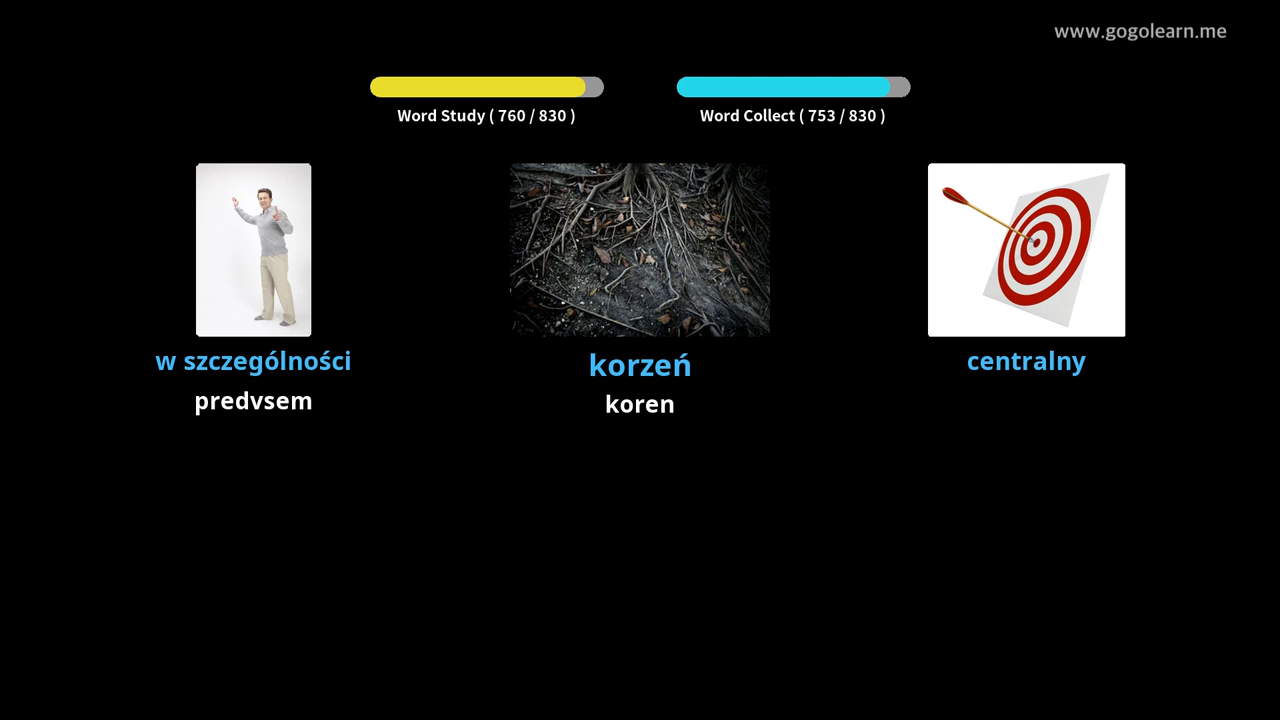 www.gogolearn.me
Word Study ( 760 / 830 )
Word Collect ( 753 / 830 )
w szczególności
korzeń
centralny
predvsem
koren